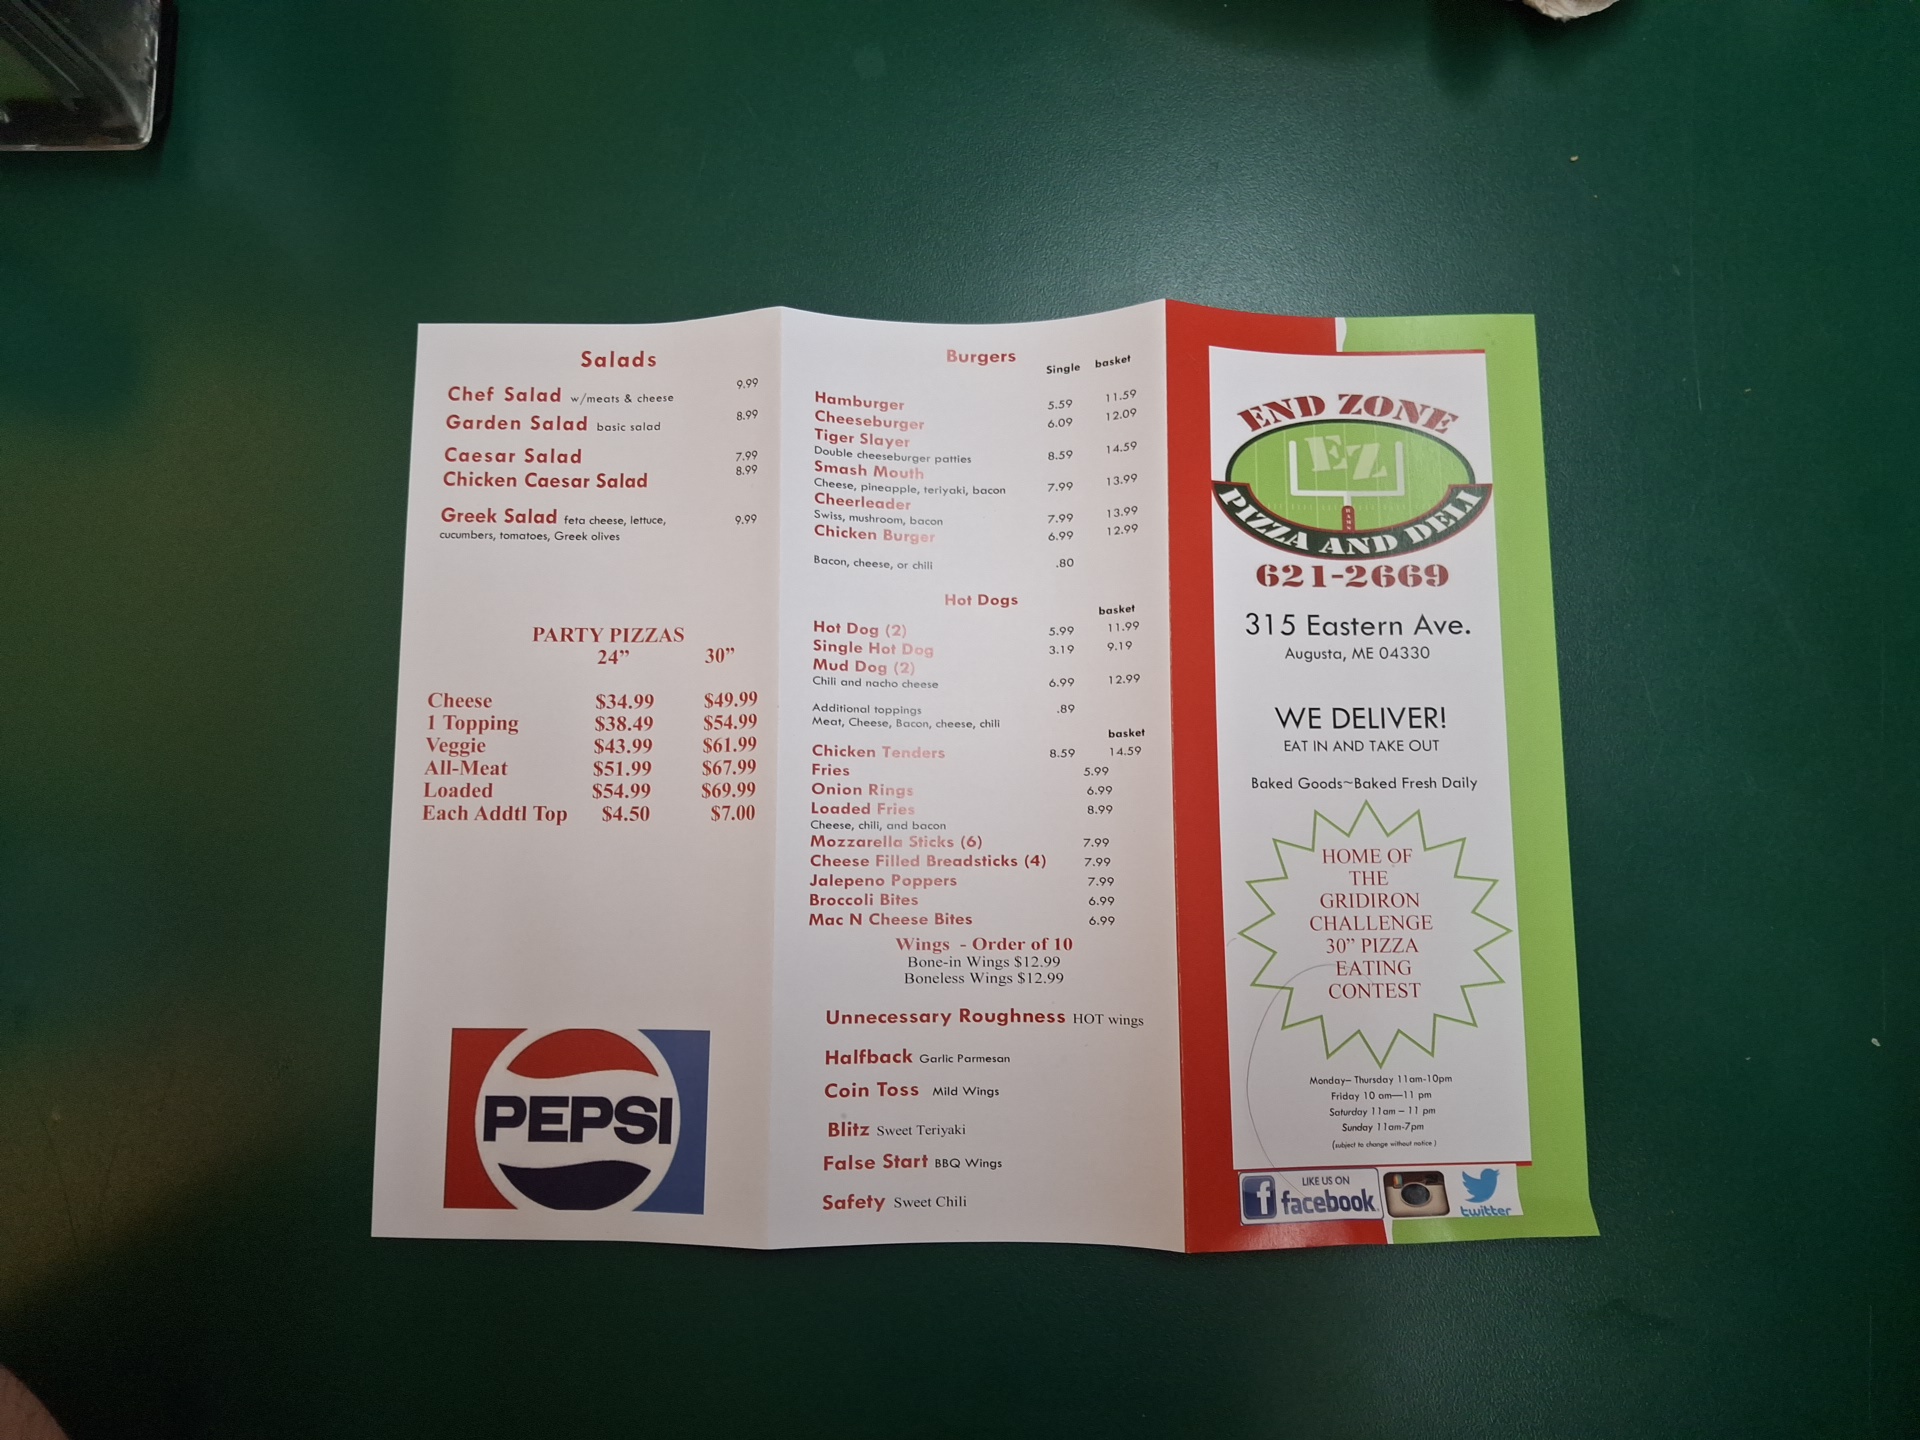 Salads
Chef Salad w/meats & cheese 9.99
Garden Salad basic salad 8.99
Caesar Salad 7.99
Chicken Caesar Salad 8.99
Greek Salad feta cheese, lettuce, 9.99
cucumbers, tomatoes, Greek olives
PARTY PIZZAS
24” 30”
Cheese $34.99 $49.99
1 Topping $38.49 $54.99
Veggie $43.99 $61.99
All-Meat $51.99 $67.99
Loaded $54.99 $69.99
Each Addtl Top $4.50 $7.00
PEPSI
Burgers
Single basket
Hamburger 5.59 11.59
Cheeseburger 6.09 12.09
Tiger Slayer
Double cheeseburger patties 8.59 14.59
Smash Mouth
Cheese, pineapple, teriyaki, bacon 7.99 13.99
Cheerleader
Swiss, mushroom, bacon 7.99 13.99
Chicken Burger 6.99 12.99
Bacon, cheese, or chili .80
Hot Dogs
basket
Hot Dog (2) 5.99 11.99
Single Hot Dog 3.19 9.19
Mud Dog (2)
Chili and nacho cheese 6.99 12.99
Additional toppings .89
Meat, Cheese, Bacon, cheese, chili
basket
Chicken Tenders 8.59 14.59
Fries 5.99
Onion Rings 6.99
Loaded Fries 8.99
Cheese, chili, and bacon
Mozzarella Sticks (6) 7.99
Cheese Filled Breadsticks (4) 7.99
Jalepeno Poppers 7.99
Broccoli Bites 6.99
Mac N Cheese Bites 6.99
Wings - Order of 10
Bone-in Wings $12.99
Boneless Wings $12.99
Unnecessary Roughness HOT wings
Halfback Garlic Parmesan
Coin Toss Mild Wings
Blitz Sweet Teriyaki
False Start BBQ Wings
Safety Sweet Chili
END ZONE
EZ
RAMS
PIZZA AND DELI
621-2669
315 Eastern Ave.
Augusta, ME 04330
WE DELIVER!
EAT IN AND TAKE OUT
Baked Goods~Baked Fresh Daily
HOME OF
THE
GRIDIRON
CHALLENGE
30” PIZZA
EATING
CONTEST
Monday– Thursday 11am-10pm
Friday 10 am—11 pm
Saturday 11am – 11 pm
Sunday 11am-7pm
(subject to change without notice )
LIKE US ON
f facebook.
twitter